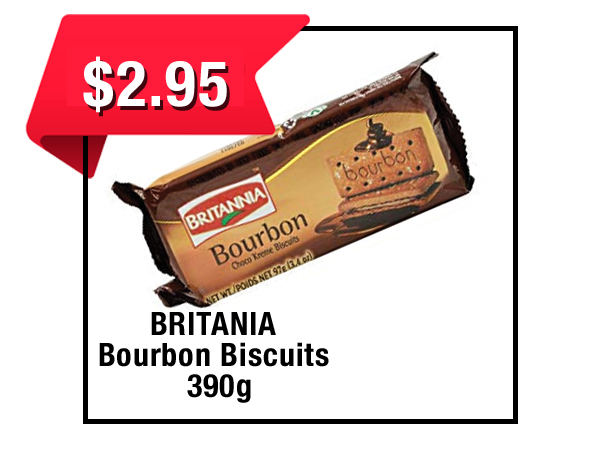 $2.95
bourbon
BRITANNIA
Bourbon
Choco Kreme Biscuits
NET WT./POIDS NET 97g (3.4 oz)
BRITANIA
Bourbon Biscuits
390g